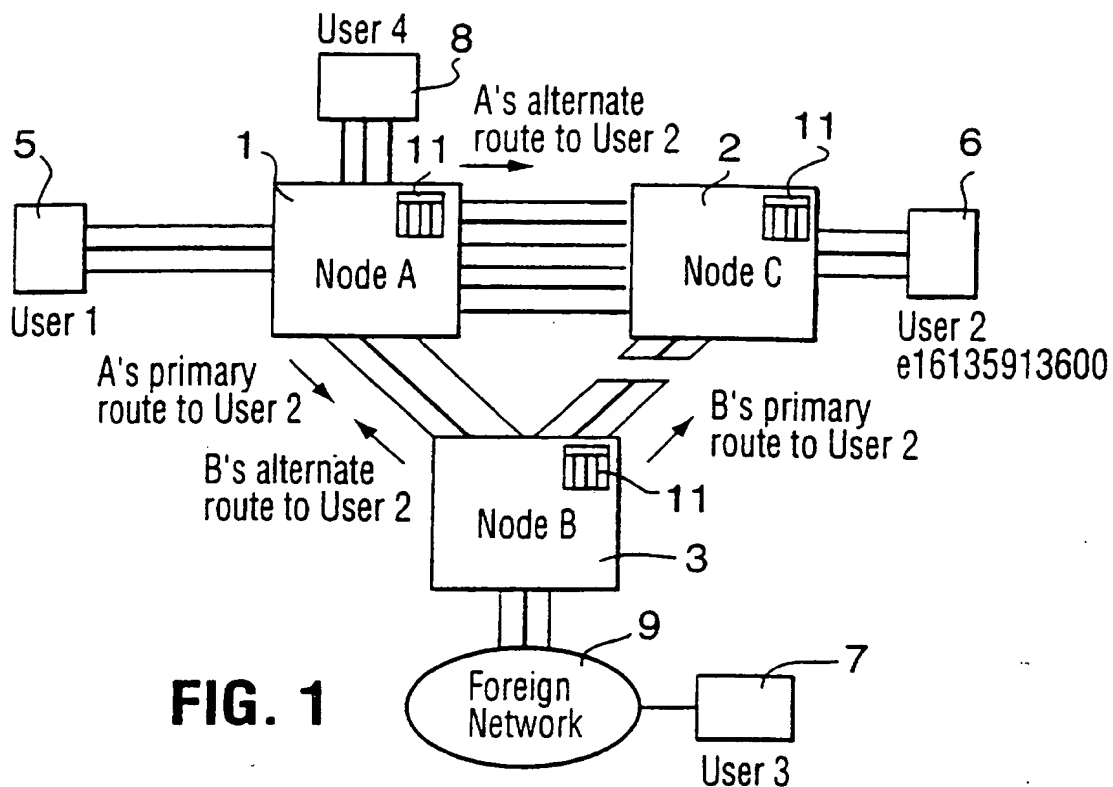 User 4
8
A's alternate
route to User 2
5
1
11
2
11
6
Node A
Node C
User 1
User 2
e16135913600
A's primary
route to User 2
B's primary
route to User 2
B's alternate
route to User 2
11
Node B
3
9
7
Foreign
Network
FIG. 1
User 3